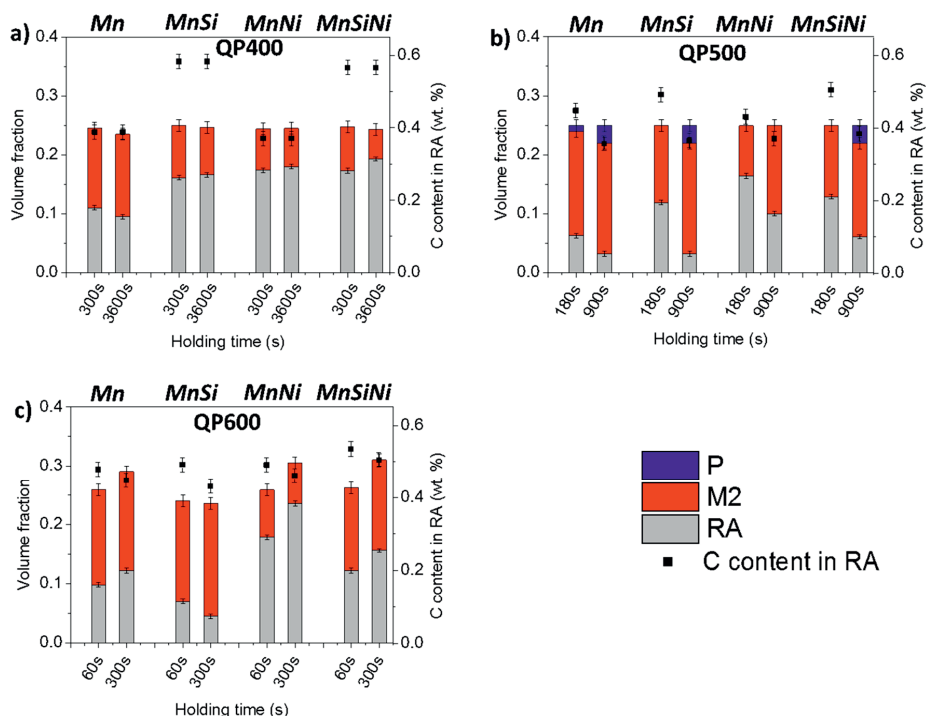 a)
Mn MnSi MnNi MnSiNi
QP400
0.4
0.3
0.2
0.1
0.0
Volume fraction
0.6
0.4
0.2
0.0
C content in RA (wt. %)
300s 3600s 300s 3600s 300s 3600s 300s 3600s
Holding time (s)
b)
Mn MnSi MnNi MnSiNi
QP500
0.4
0.3
0.2
0.1
0.0
Volume fraction
0.6
0.4
0.2
0.0
C content in RA (wt. %)
180s 900s 180s 900s 180s 900s 180s 900s
Holding time (s)
c)
Mn MnSi MnNi MnSiNi
QP600
0.4
0.3
0.2
0.1
0.0
Volume fraction
0.6
0.4
0.2
0.0
C content in RA (wt. %)
60s 300s 60s 300s 60s 300s 60s 300s
Holding time (s)
P
M2
RA
C content in RA